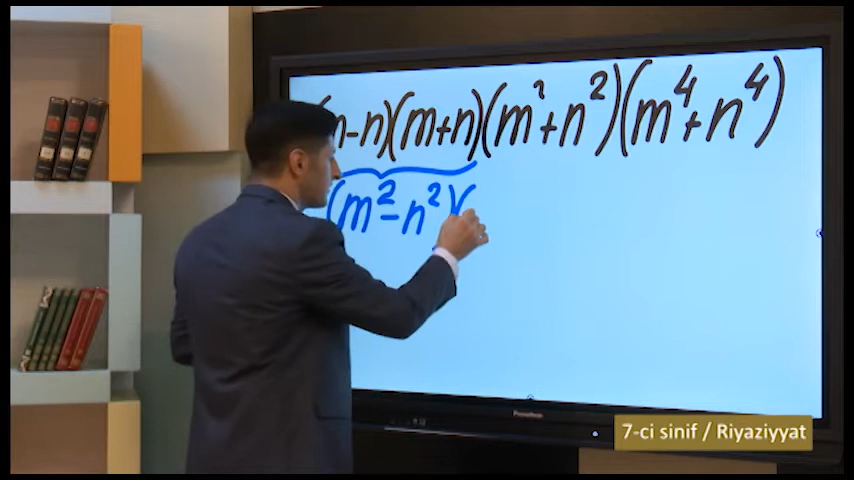 (m-n)(m+n)(m²+n²)(m⁴+n⁴)
(m²-n²)(
7-ci sinif / Riyaziyyat